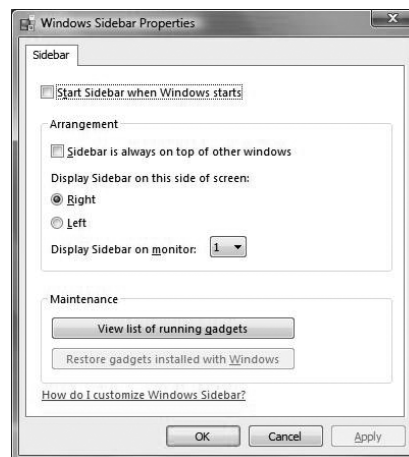 Windows Sidebar Properties
Sidebar
Start Sidebar when Windows starts
Arrangement
Sidebar is always on top of other windows
Display Sidebar on this side of screen:
Right
Left
Display Sidebar on monitor: 1
Maintenance
View list of running gadgets
Restore gadgets installed with Windows
How do I customize Windows Sidebar?
OK Cancel Apply